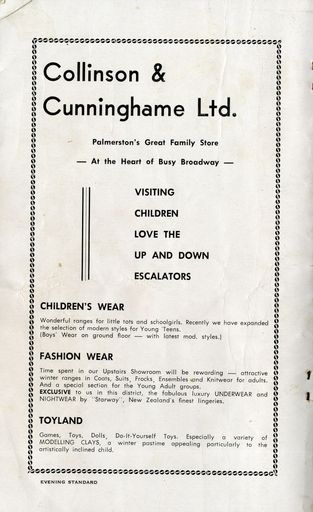 Collinson &
Cunninghame Ltd.
Palmerston's Great Family Store
— At the Heart of Busy Broadway —
VISITING
CHILDREN
LOVE THE
UP AND DOWN
ESCALATORS
CHILDREN'S WEAR
Wonderful ranges for little tots and schoolgirls. Recently we have expanded
the selection of modern styles for Young Teens.
(Boys' Wear on ground floor — with latest mod. styles.)
FASHION WEAR
Time spent in our Upstairs Showroom will be rewarding — attractive
winter ranges in Coats, Suits, Frocks, Ensembles and Knitwear for adults.
And a special section for the Young Adult groups.
EXCLUSIVE to us in this district, the fabulous luxury UNDERWEAR and
NIGHTWEAR by "Starway", New Zealand's finest lingeries.
TOYLAND
Games, Toys, Dolls, Do-It-Yourself Toys. Especially a variety of
MODELLING CLAYS, a winter pastime appealing particularly to the
artistically inclined child.
EVENING STANDARD